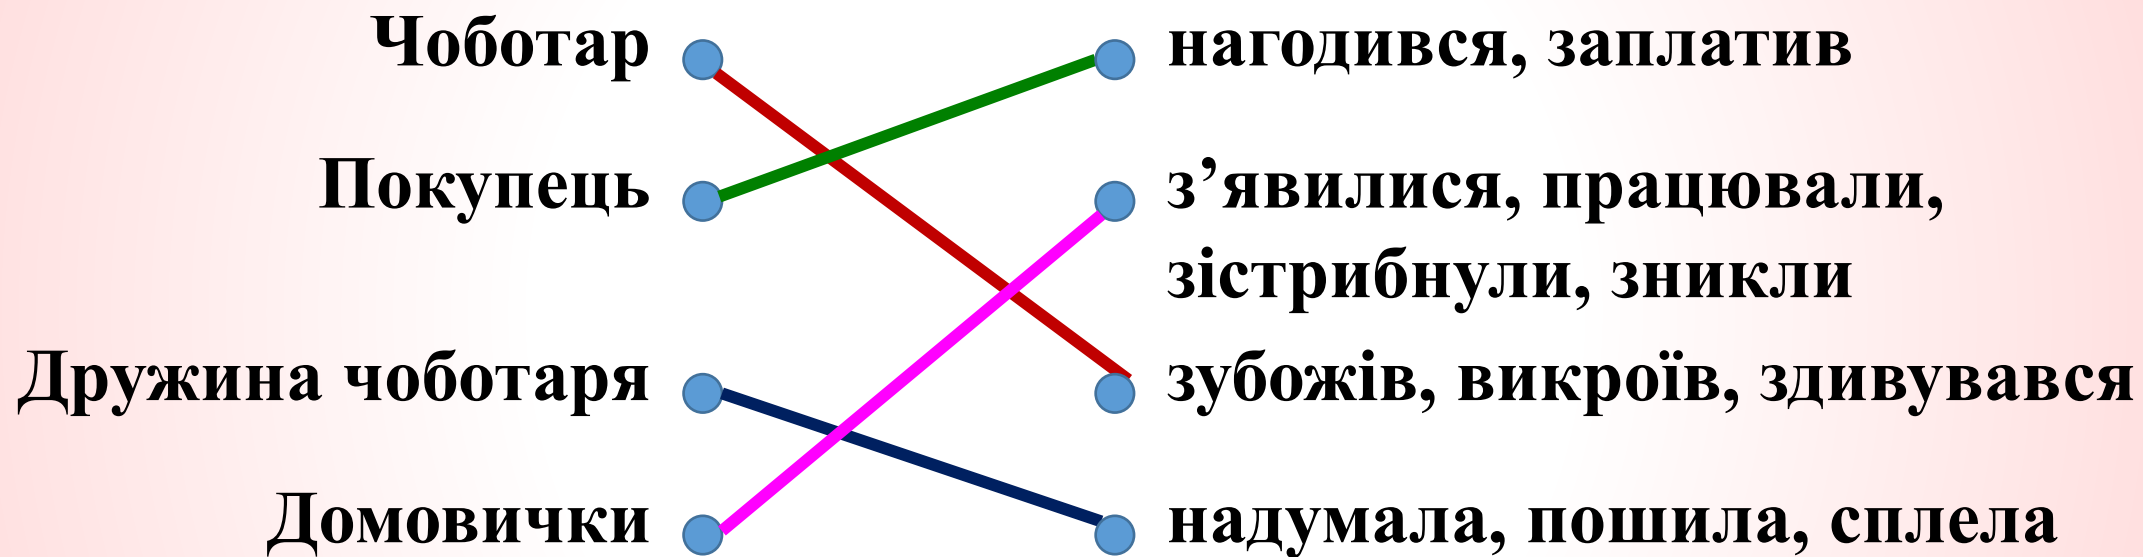 Чоботар
нагодився, заплатив
Покупець
з’явилися, працювали,
зістрибнули, зникли
Дружина чоботаря
зубожів, викроїв, здивувався
Домовички
надумала, пошила, сплела